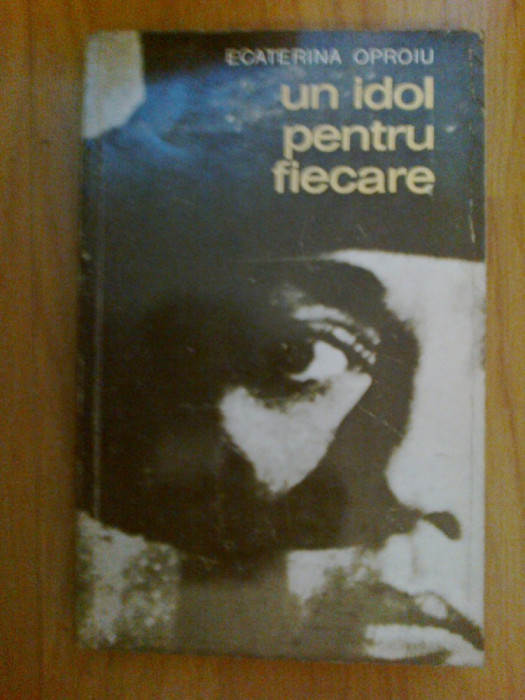 ECATERINA OPROIU
un idol
pentru
fiecare